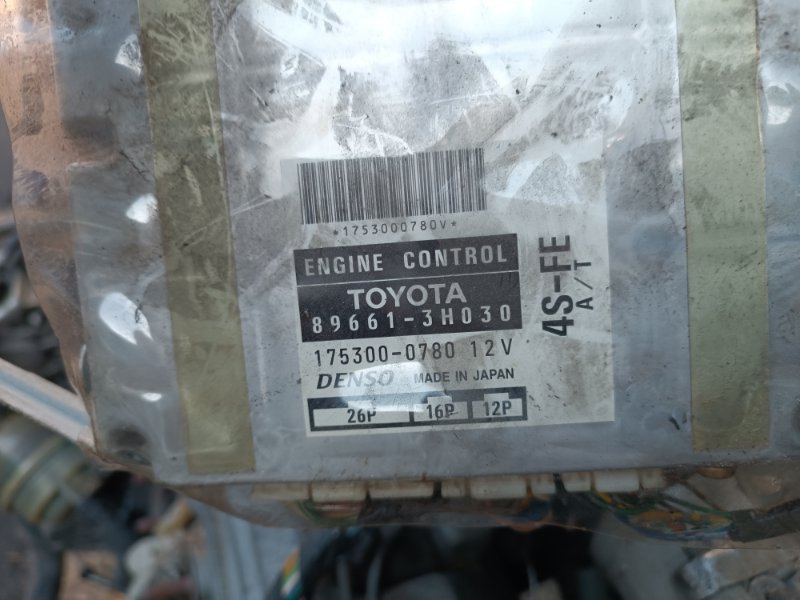 *1753000780V*
ENGINE CONTROL
TOYOTA
89661-3H030
175300-0780 12V
DENSO MADE IN JAPAN
26P 16P 12P
4S-FE
A/T